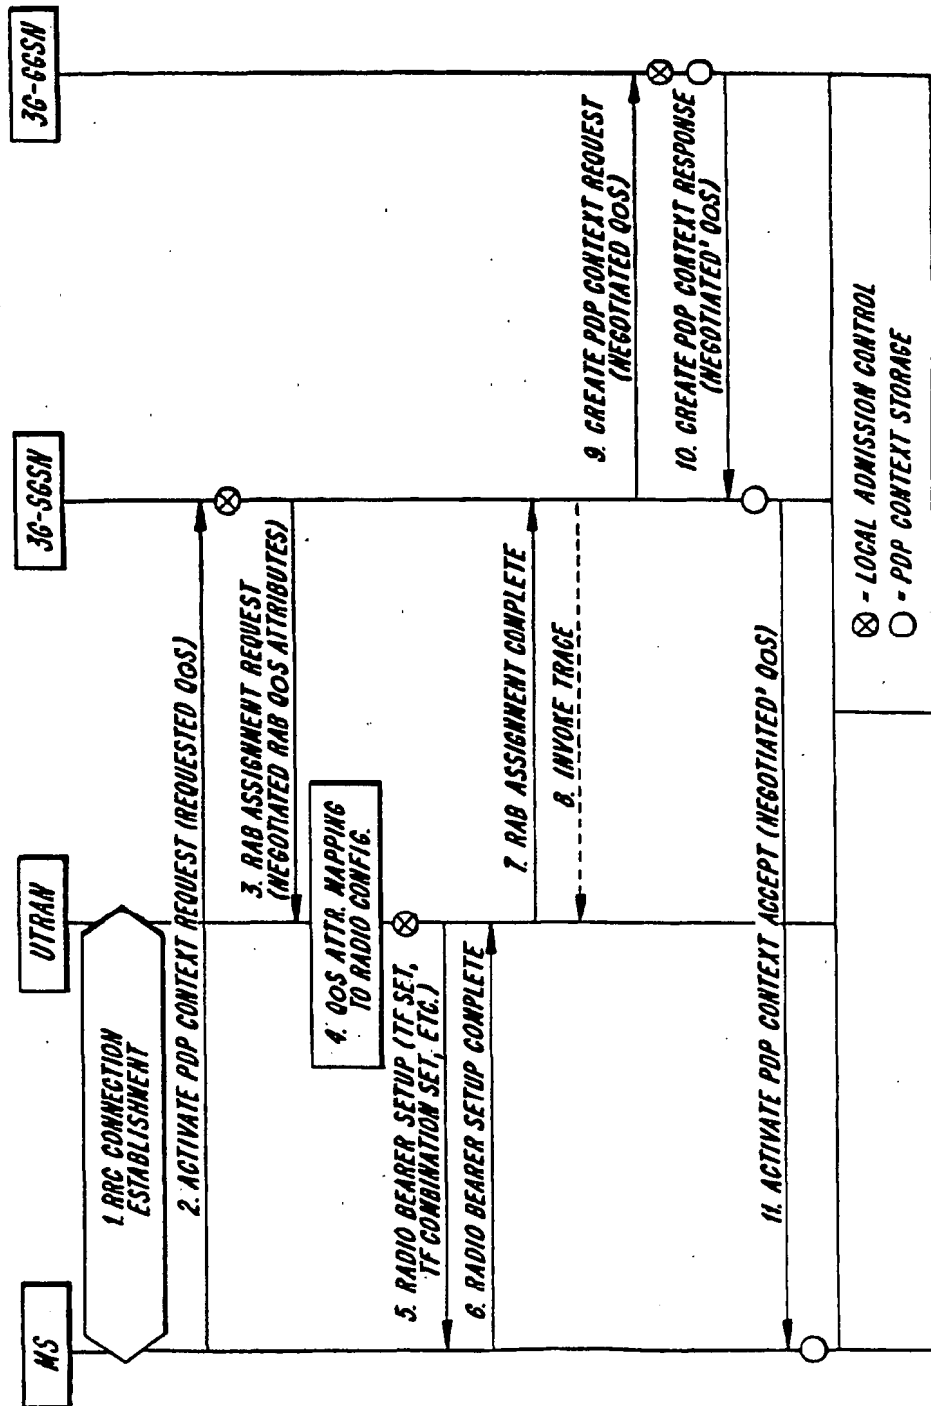 MS
UTRAN
3G-SGSN
3G-GGSN
1. RRC CONNECTION
ESTABLISHMENT
2. ACTIVATE PDP CONTEXT REQUEST (REQUESTED QOS)
3. RAB ASSIGNMENT REQUEST
(NEGOTIATED RAB QOS ATTRIBUTES)
4. QOS ATTR. MAPPING
TO RADIO CONFIG.
5. RADIO BEARER SETUP (TF SET,
TF COMBINATION SET, ETC.)
6. RADIO BEARER SETUP COMPLETE
7. RAB ASSIGNMENT COMPLETE
8. INVOKE TRACE
9. CREATE PDP CONTEXT REQUEST
(NEGOTIATED QOS)
10. CREATE PDP CONTEXT RESPONSE
(NEGOTIATED' QOS)
11. ACTIVATE PDP CONTEXT ACCEPT (NEGOTIATED' QOS)
⊗ = LOCAL ADMISSION CONTROL
○ = PDP CONTEXT STORAGE